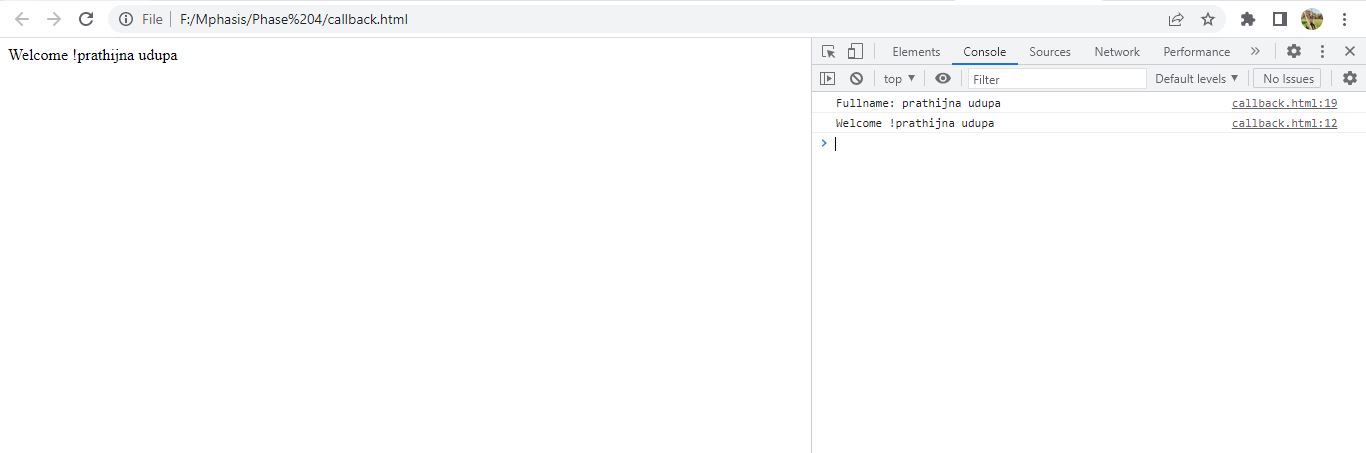 File F:/Mphasis/Phase%204/callback.html
Welcome !prathijna udupa
Elements Console Sources Network Performance »
top ▼ Filter Default levels ▼ No Issues
Fullname: prathijna udupa callback.html:19
Welcome !prathijna udupa callback.html:12
>